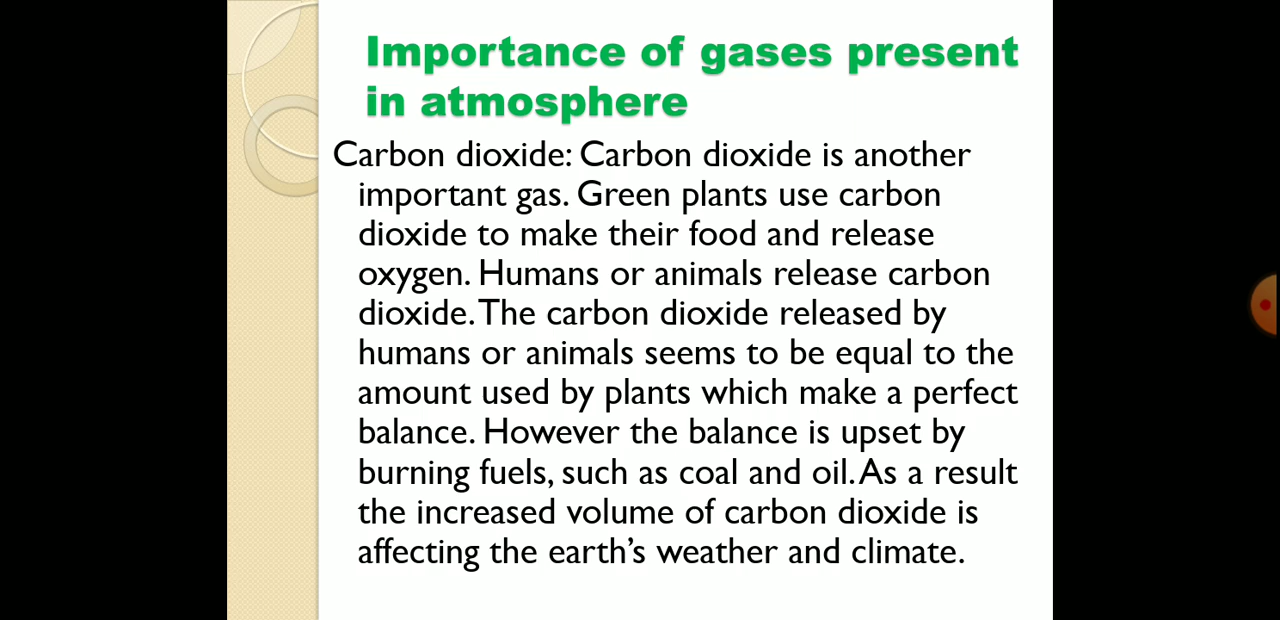 Importance of gases present
in atmosphere
Carbon dioxide: Carbon dioxide is another
important gas. Green plants use carbon
dioxide to make their food and release
oxygen. Humans or animals release carbon
dioxide. The carbon dioxide released by
humans or animals seems to be equal to the
amount used by plants which make a perfect
balance. However the balance is upset by
burning fuels, such as coal and oil. As a result
the increased volume of carbon dioxide is
affecting the earth’s weather and climate.